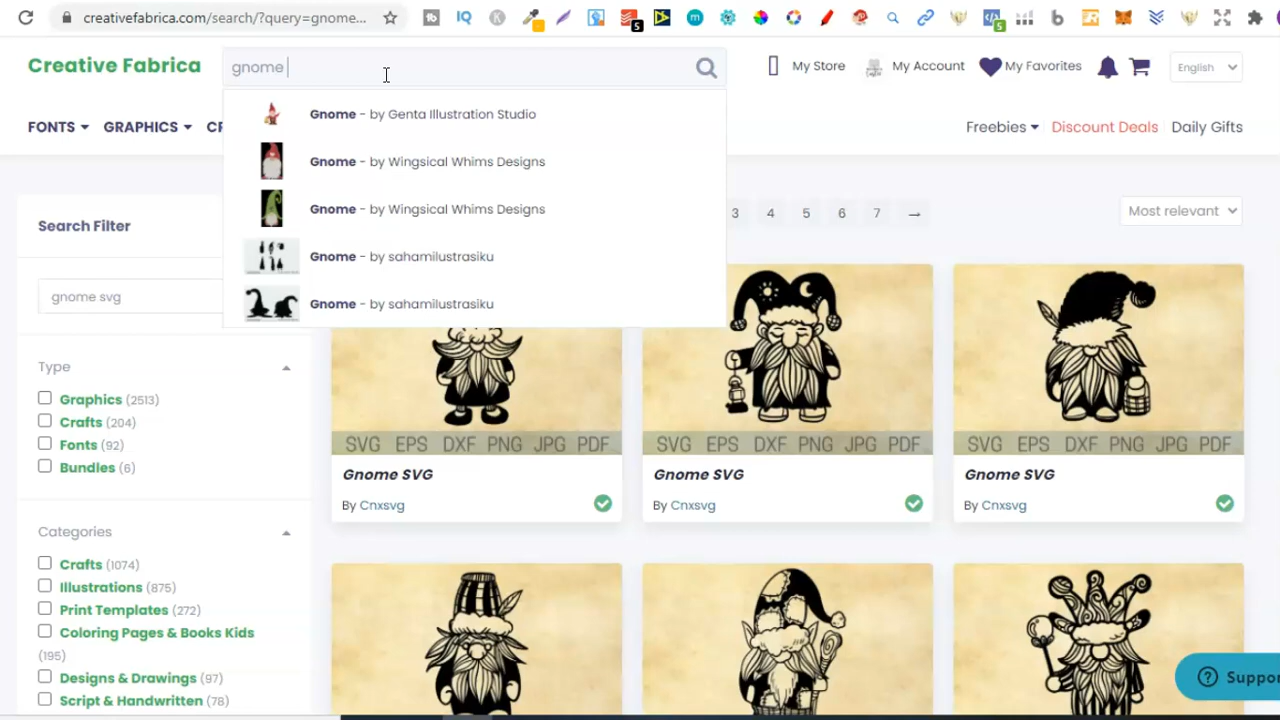 creativefabrica.com/search/?query=gnome...
5
5
Creative Fabrica
gnome
My Store
My Account
My Favorites
English
FONTS
GRAPHICS
Freebies
Discount Deals
Daily Gifts
Gnome - by Genta Illustration Studio
Gnome - by Wingsical Whims Designs
Gnome - by Wingsical Whims Designs
Gnome - by sahamilustrasiku
Gnome - by sahamilustrasiku
3 4 5 6 7 →
Most relevant
Search Filter
gnome svg
Type
Graphics (2513)
Crafts (204)
Fonts (92)
Bundles (6)
Categories
Crafts (1074)
Illustrations (875)
Print Templates (272)
Coloring Pages & Books Kids
(195)
Designs & Drawings (97)
Script & Handwritten (78)
SVG EPS DXF PNG JPG PDF
Gnome SVG
By Cnxsvg
SVG EPS DXF PNG JPG PDF
Gnome SVG
By Cnxsvg
SVG EPS DXF PNG JPG PDF
Gnome SVG
By Cnxsvg